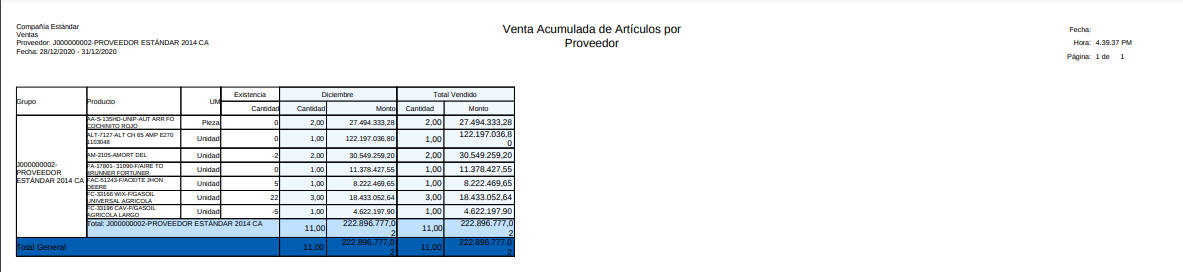 Compañía Estándar
Ventas
Proveedor: J000000002-PROVEEDOR ESTÁNDAR 2014 CA
Fecha: 28/12/2020 - 31/12/2020
Venta Acumulada de Artículos por
Proveedor
Fecha:
Hora: 4.39.37 PM
Página: 1 de 1
Grupo Producto UM Existencia Diciembre Total Vendido
Cantidad Cantidad Monto Cantidad Monto
J000000002-
PROVEEDOR
ESTÁNDAR 2014 CA
AA-S-135HD-UNIP-AUT ARR FO
COCHINITO ROJO
Pieza 0 2,00 27.494.333,28 2,00 27.494.333,28
ALT-7127-ALT CH 65 AMP E270
1103048
Unidad 0 1,00 122.197.036,80 1,00 122.197.036,8
0
AM-2105-AMORT DEL Unidad -2 2,00 30.549.259,20 2,00 30.549.259,20
FA-17801- 31090-F/AIRE TO
BRUNNER FORTUNER
Unidad 0 1,00 11.378.427,55 1,00 11.378.427,55
FAC-51243-F/ACEITE JHON
DEERE
Unidad 5 1,00 8.222.469,65 1,00 8.222.469,65
FC-33166 WIX-F/GASOIL
UNIVERSAL AGRICOLA
Unidad 22 3,00 18.433.052,64 3,00 18.433.052,64
FC-33196 CAV-F/GASOIL
AGRICOLA LARGO
Unidad -5 1,00 4.622.197,90 1,00 4.622.197,90
Total: J000000002-PROVEEDOR ESTÁNDAR 2014 CA 11,00 222.896.777,0
2 11,00 222.896.777,0
2
Total General 11,00 222.896.777,0
2 11,00 222.896.777,0
2